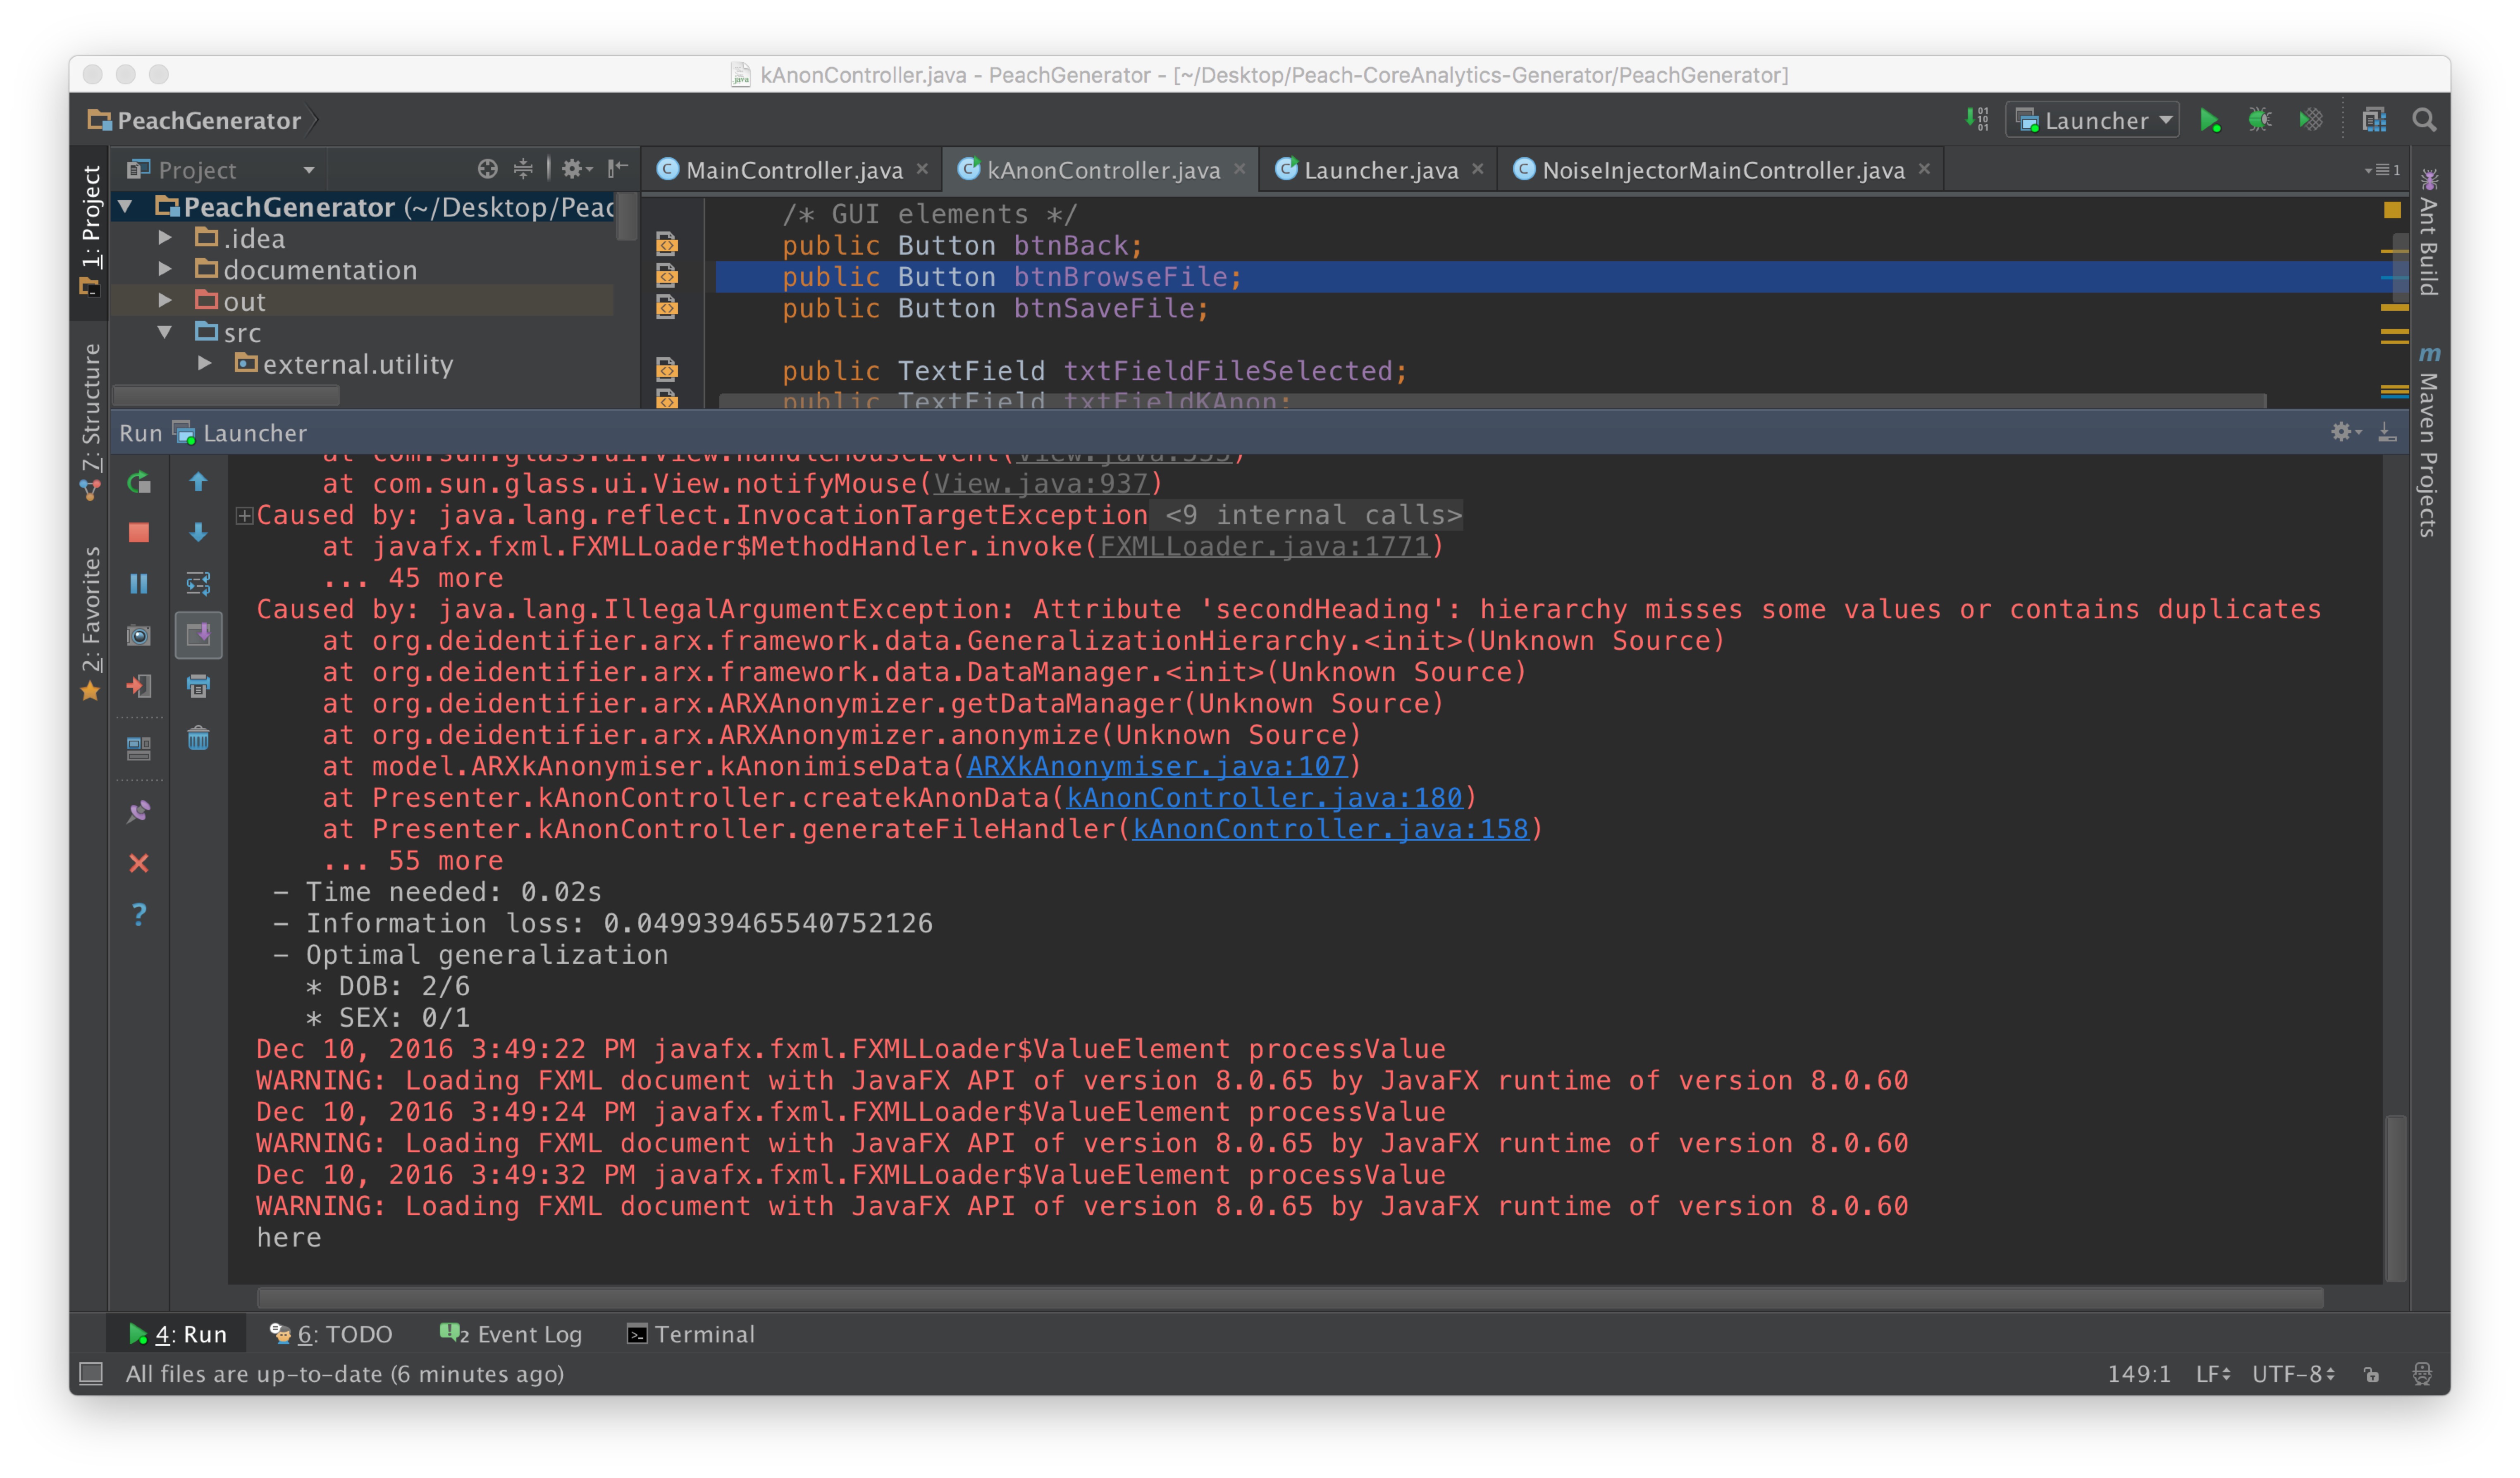 kAnonController.java - PeachGenerator - [~/Desktop/Peach-CoreAnalytics-Generator/PeachGenerator]
PeachGenerator
Launcher
Project
MainController.java
kAnonController.java
Launcher.java
NoiseInjectorMainController.java
1
1: Project
7: Structure
2: Favorites
Ant Build
Maven Projects
PeachGenerator (~/Desktop/Peac
.idea
documentation
out
src
external.utility
/* GUI elements */
public Button btnBack;
public Button btnBrowseFile;
public Button btnSaveFile;
public TextField txtFieldFileSelected;
public TextField txtFieldKAnon;
Run Launcher
at com.sun.glass.ui.View.handleMouseEvent(View.java:555)
at com.sun.glass.ui.View.notifyMouse(View.java:937)
Caused by: java.lang.reflect.InvocationTargetException <9 internal calls>
at javafx.fxml.FXMLLoader$MethodHandler.invoke(FXMLLoader.java:1771)
... 45 more
Caused by: java.lang.IllegalArgumentException: Attribute 'secondHeading': hierarchy misses some values or contains duplicates
at org.deidentifier.arx.framework.data.GeneralizationHierarchy.<init>(Unknown Source)
at org.deidentifier.arx.framework.data.DataManager.<init>(Unknown Source)
at org.deidentifier.arx.ARXAnonymizer.getDataManager(Unknown Source)
at org.deidentifier.arx.ARXAnonymizer.anonymize(Unknown Source)
at model.ARXkAnonymiser.kAnonimiseData(ARXkAnonymiser.java:107)
at Presenter.kAnonController.createkAnonData(kAnonController.java:180)
at Presenter.kAnonController.generateFileHandler(kAnonController.java:158)
... 55 more
- Time needed: 0.02s
- Information loss: 0.049939465540752126
- Optimal generalization
* DOB: 2/6
* SEX: 0/1
Dec 10, 2016 3:49:22 PM javafx.fxml.FXMLLoader$ValueElement processValue
WARNING: Loading FXML document with JavaFX API of version 8.0.65 by JavaFX runtime of version 8.0.60
Dec 10, 2016 3:49:24 PM javafx.fxml.FXMLLoader$ValueElement processValue
WARNING: Loading FXML document with JavaFX API of version 8.0.65 by JavaFX runtime of version 8.0.60
Dec 10, 2016 3:49:32 PM javafx.fxml.FXMLLoader$ValueElement processValue
WARNING: Loading FXML document with JavaFX API of version 8.0.65 by JavaFX runtime of version 8.0.60
here
4: Run
6: TODO
2 Event Log
Terminal
All files are up-to-date (6 minutes ago)
149:1 LF UTF-8